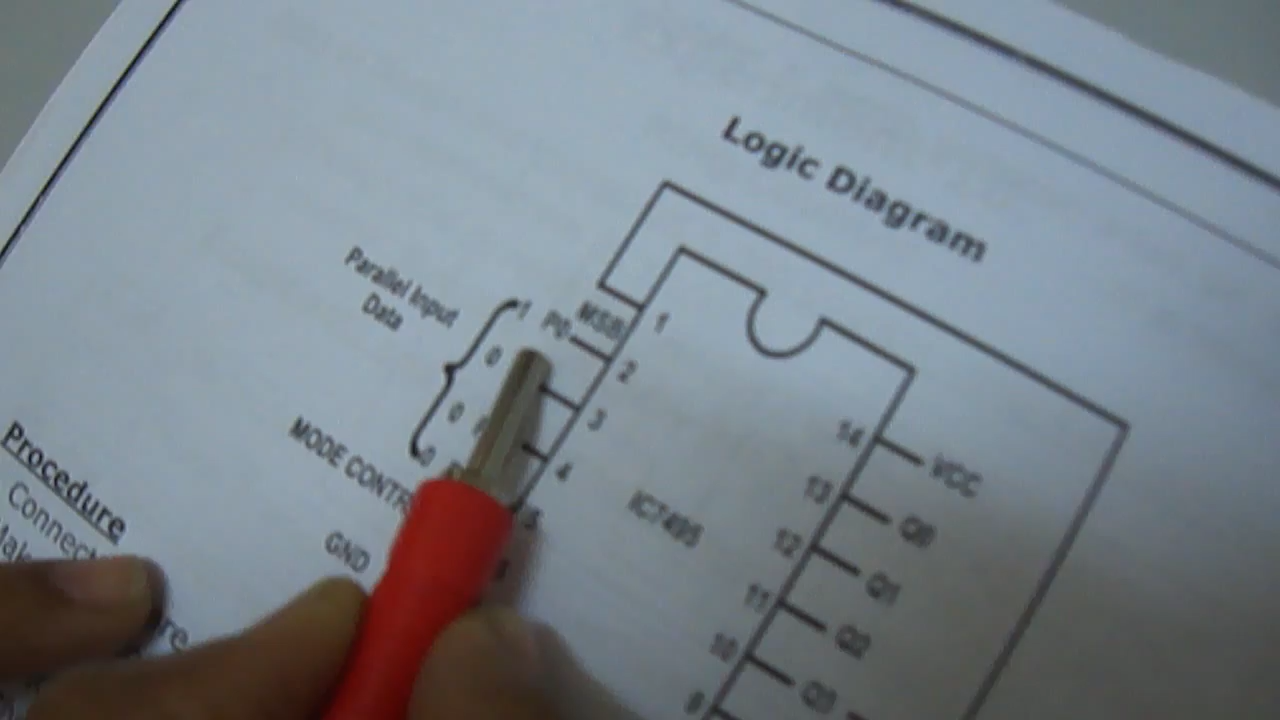 Logic Diagram
Parallel Input
Data
1 P0 MSB 1
0 2
0 3
0 4
MODE CONTR
GND
5
IC7495
14 VCC
13 Q0
12 Q1
11 Q2
10 Q3
Procedure
Connect